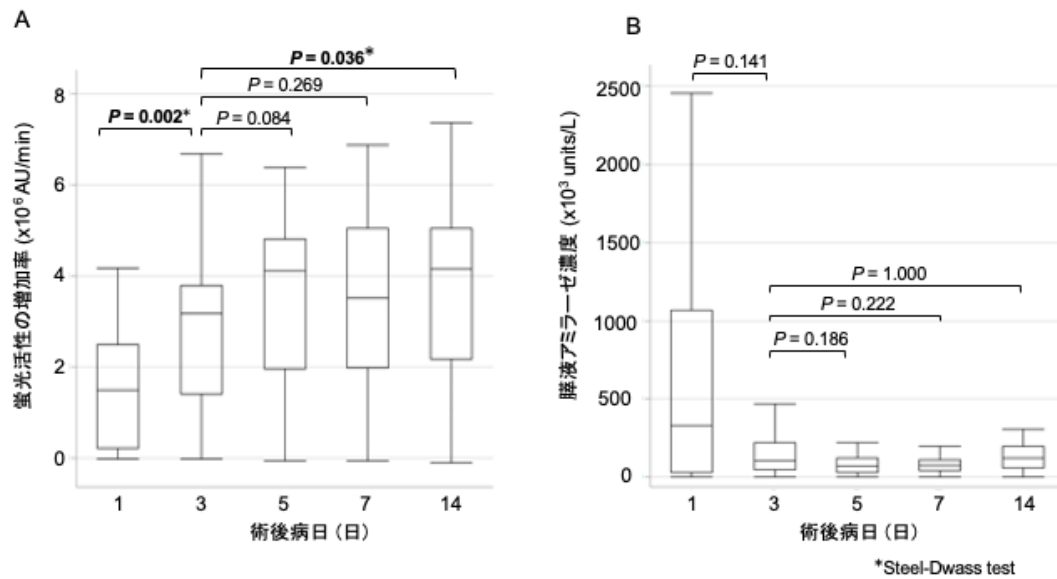 A
P = 0.036*
P = 0.269
P = 0.002*
P = 0.084
8
6
4
2
0
蛍光活性の増加率 (x10⁶ AU/min)
1 3 5 7 14
術後病日 (日)
B
P = 0.141
P = 1.000
P = 0.222
P = 0.186
2500
2000
1500
1000
500
0
膵液アミラーゼ濃度 (x10³ units/L)
1 3 5 7 14
術後病日 (日)
*Steel-Dwass test